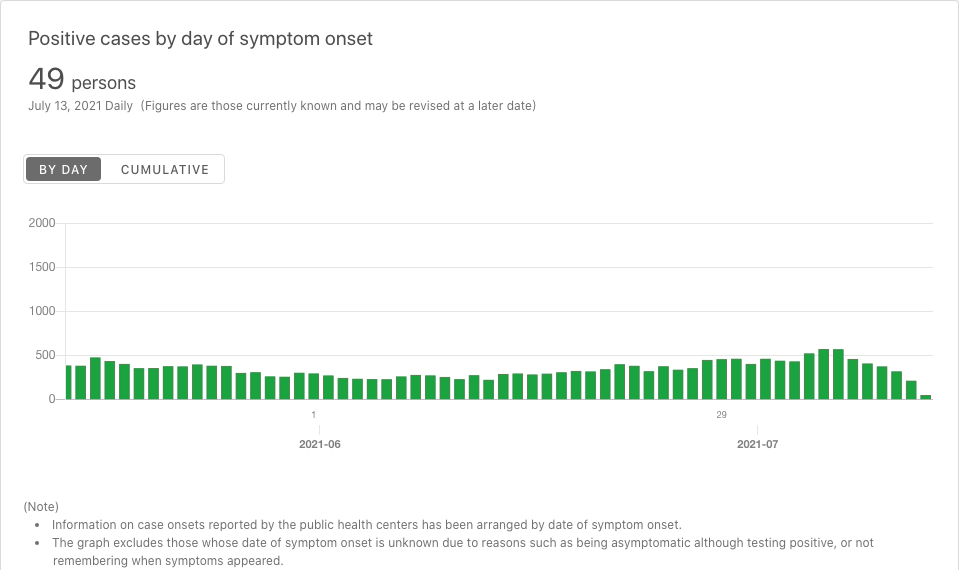 Positive cases by day of symptom onset
49 persons
July 13, 2021 Daily (Figures are those currently known and may be revised at a later date)
BY DAY CUMULATIVE
2000
1500
1000
500
0
1 29
2021-06 2021-07
(Note)
• Information on case onsets reported by the public health centers has been arranged by date of symptom onset.
• The graph excludes those whose date of symptom onset is unknown due to reasons such as being asymptomatic although testing positive, or not
remembering when symptoms appeared.